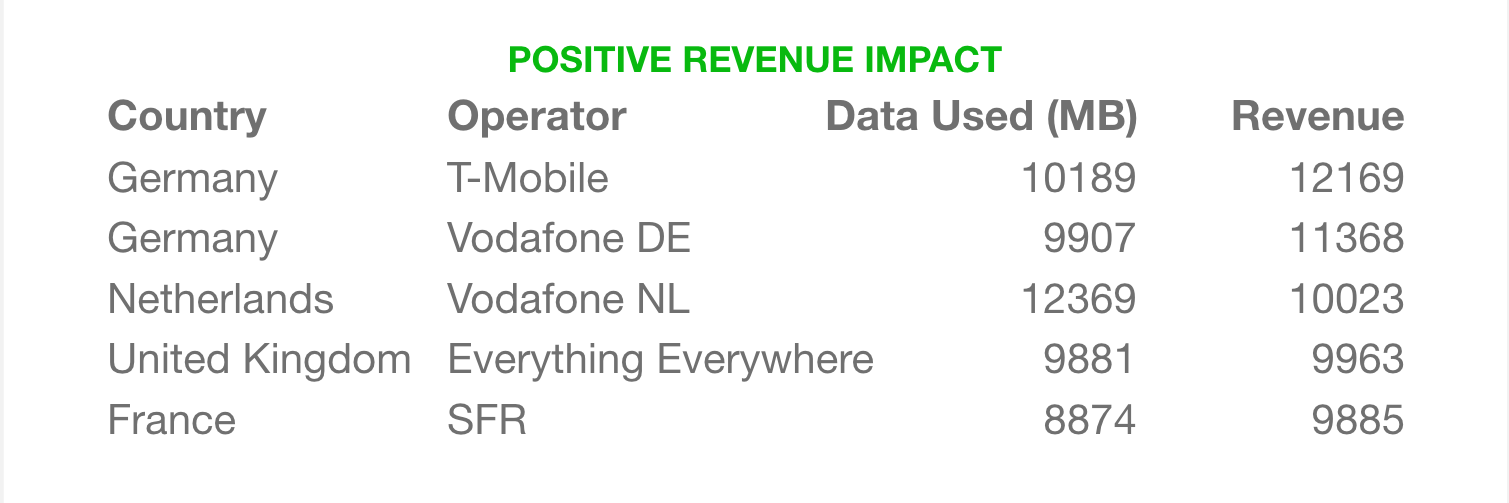 POSITIVE REVENUE IMPACT
Country Operator Data Used (MB) Revenue
Germany T-Mobile 10189 12169
Germany Vodafone DE 9907 11368
Netherlands Vodafone NL 12369 10023
United Kingdom Everything Everywhere 9881 9963
France SFR 8874 9885